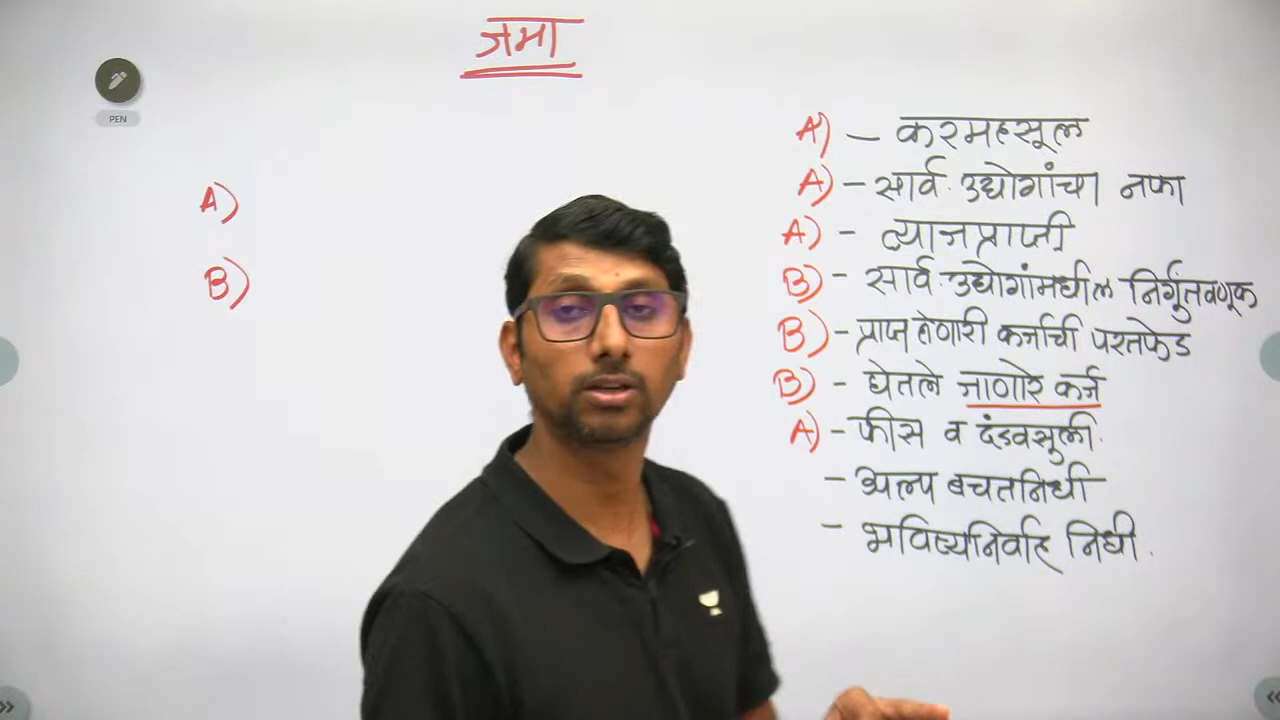 जमा
PEN
A)
B)
A) – करमहसूल
A) – सार्व. उद्योगांचा नफा
A) – व्याजप्राप्ती
B) – सार्व. उद्योगांमधील निर्गुंतवणूक
B) – प्राप्त होणारी कर्जाची परतफेड
B) – घेतले जाणारे कर्ज
A) – फीस व दंडवसुली.
– अल्प बचतनिधी
– भविष्यनिर्वाह निधी.